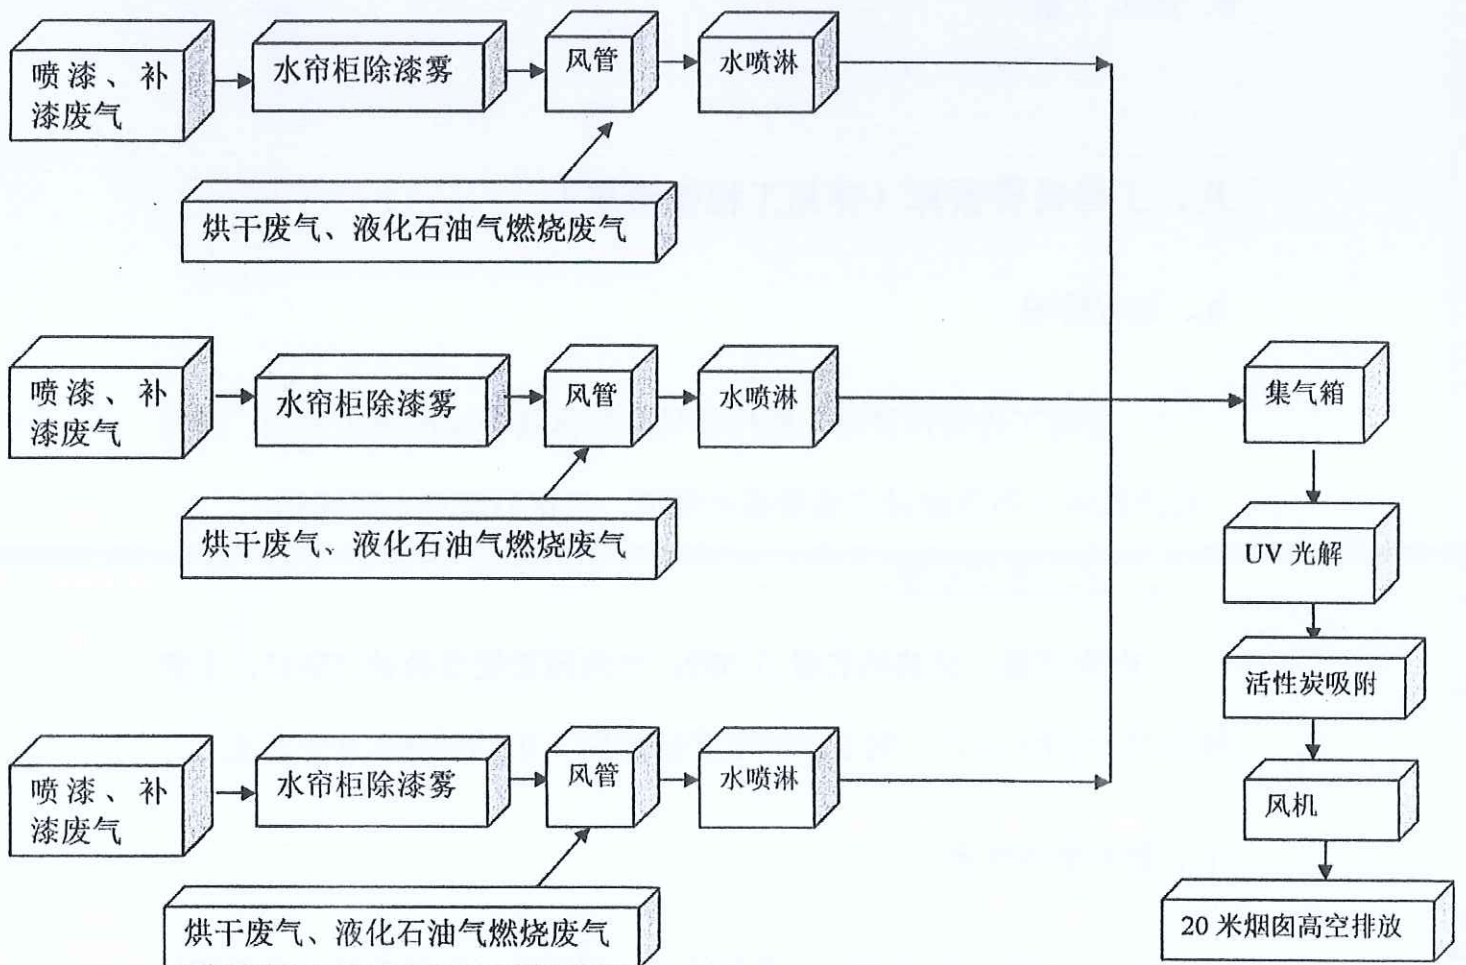 喷漆、补
漆废气
水帘柜除漆雾
风管
水喷淋
烘干废气、液化石油气燃烧废气
喷漆、补
漆废气
水帘柜除漆雾
风管
水喷淋
集气箱
烘干废气、液化石油气燃烧废气
UV 光解
活性炭吸附
喷漆、补
漆废气
水帘柜除漆雾
风管
水喷淋
风机
烘干废气、液化石油气燃烧废气
20 米烟囱高空排放